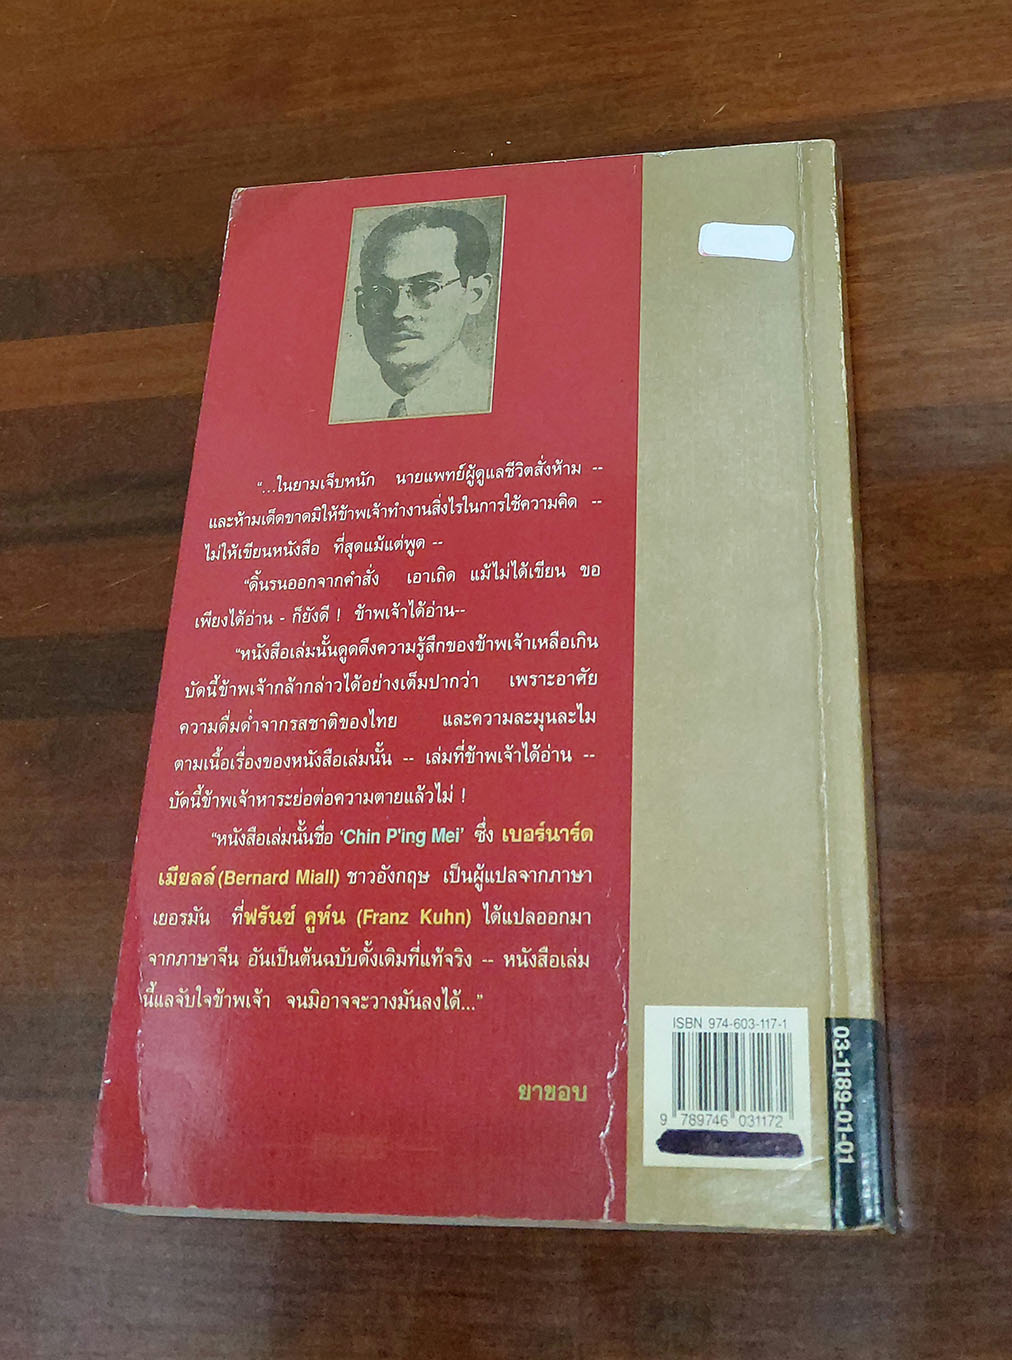 “...ในยามเจ็บหนัก นายแพทย์ผู้ดูแลชีวิตสั่งห้าม --
และห้ามเด็ดขาดมิให้ข้าพเจ้าทำงานสิ่งไรในการใช้ความคิด --
ไม่ให้เขียนหนังสือ ที่สุดแม้แต่พูด --
“ดิ้นรนออกจากคำสั่ง เอาเถิด แม้ไม่ได้เขียน ขอ
เพียงได้อ่าน - ก็ยังดี ! ข้าพเจ้าได้อ่าน--
“หนังสือเล่มนั้นดูดดึงความรู้สึกของข้าพเจ้าเหลือเกิน
บัดนี้ข้าพเจ้ากล้ากล่าวได้อย่างเต็มปากว่า เพราะอาศัย
ความดื่มด่ำจากรสชาติของไทย และความละมุนละไม
ตามเนื้อเรื่องของหนังสือเล่มนั้น -- เล่มที่ข้าพเจ้าได้อ่าน --
บัดนี้ข้าพเจ้าหาระย่อต่อความตายแล้วไม่ !
“หนังสือเล่มนั้นชื่อ ‘Chin P'ing Mei’ ซึ่ง เบอร์นาร์ด
เมียลล์ (Bernard Miall) ชาวอังกฤษ เป็นผู้แปลจากภาษา
เยอรมัน ที่ฟรันซ์ คูห์น (Franz Kuhn) ได้แปลออกมา
จากภาษาจีน อันเป็นต้นฉบับดั้งเดิมที่แท้จริง -- หนังสือเล่ม
นี้แลจับใจข้าพเจ้า จนมิอาจจะวางมันลงได้...”
ยาขอบ
ISBN 974-603-117-1
9 789746 031172
03-1189-01-01